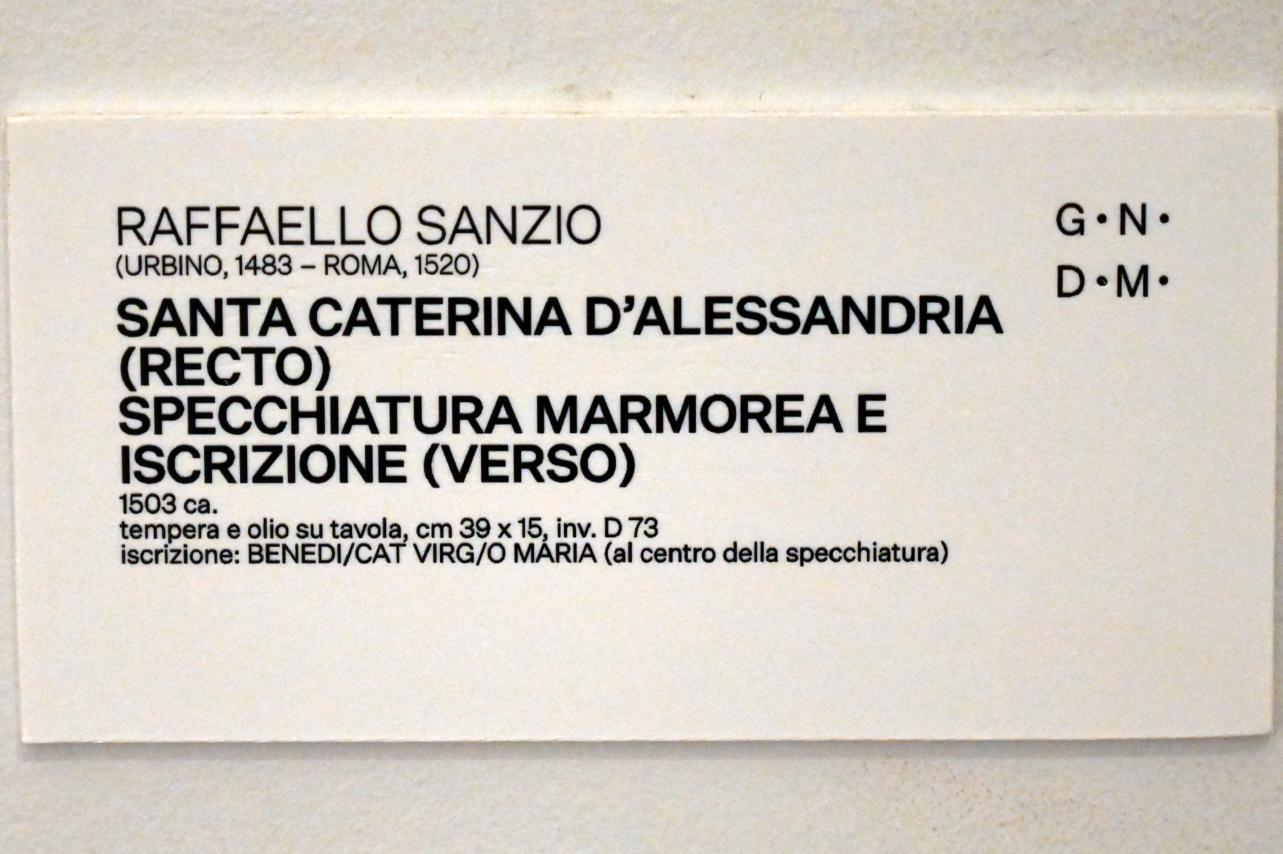 RAFFAELLO SANZIO
(URBINO, 1483 – ROMA, 1520)
SANTA CATERINA D'ALESSANDRIA
(RECTO)
SPECCHIATURA MARMOREA E
ISCRIZIONE (VERSO)
1503 ca.
tempera e olio su tavola, cm 39 x 15, inv. D 73
iscrizione: BENEDI/CAT VIRG/O MARIA (al centro della specchiatura)
G·N·
D·M·